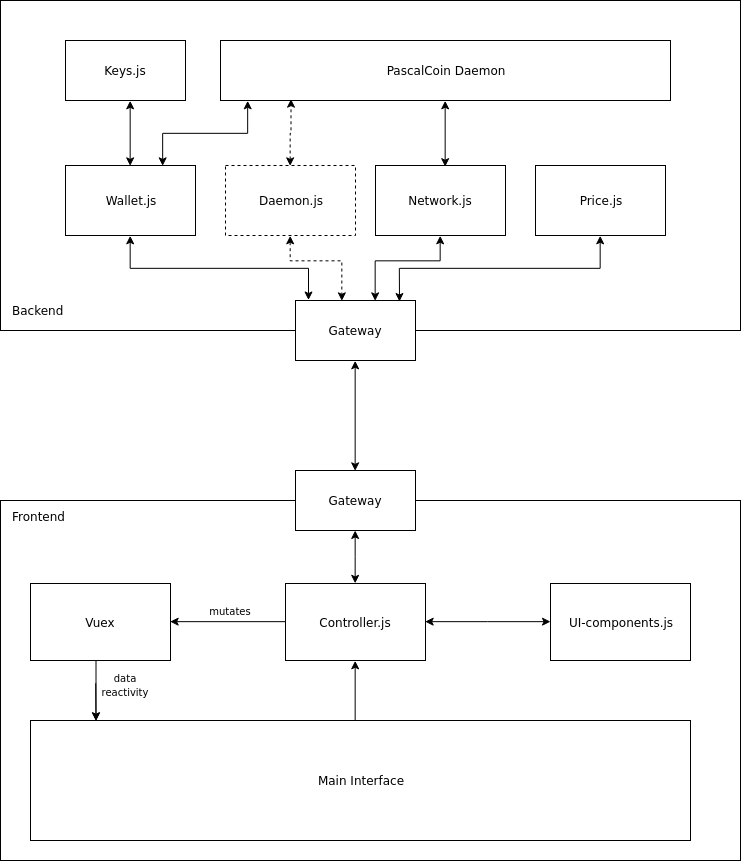 Keys.js
PascalCoin Daemon
Wallet.js
Daemon.js
Network.js
Price.js
Backend
Gateway
Gateway
Frontend
Vuex
mutates
Controller.js
UI-components.js
data
reactivity
Main Interface